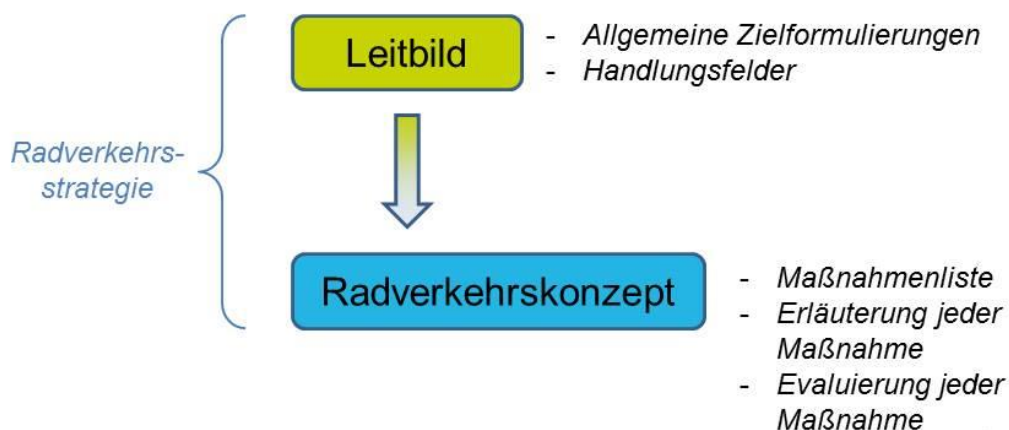 Leitbild
- Allgemeine Zielformulierungen
- Handlungsfelder
Radverkehrs-
strategie
Radverkehrskonzept
- Maßnahmenliste
- Erläuterung jeder
Maßnahme
- Evaluierung jeder
Maßnahme